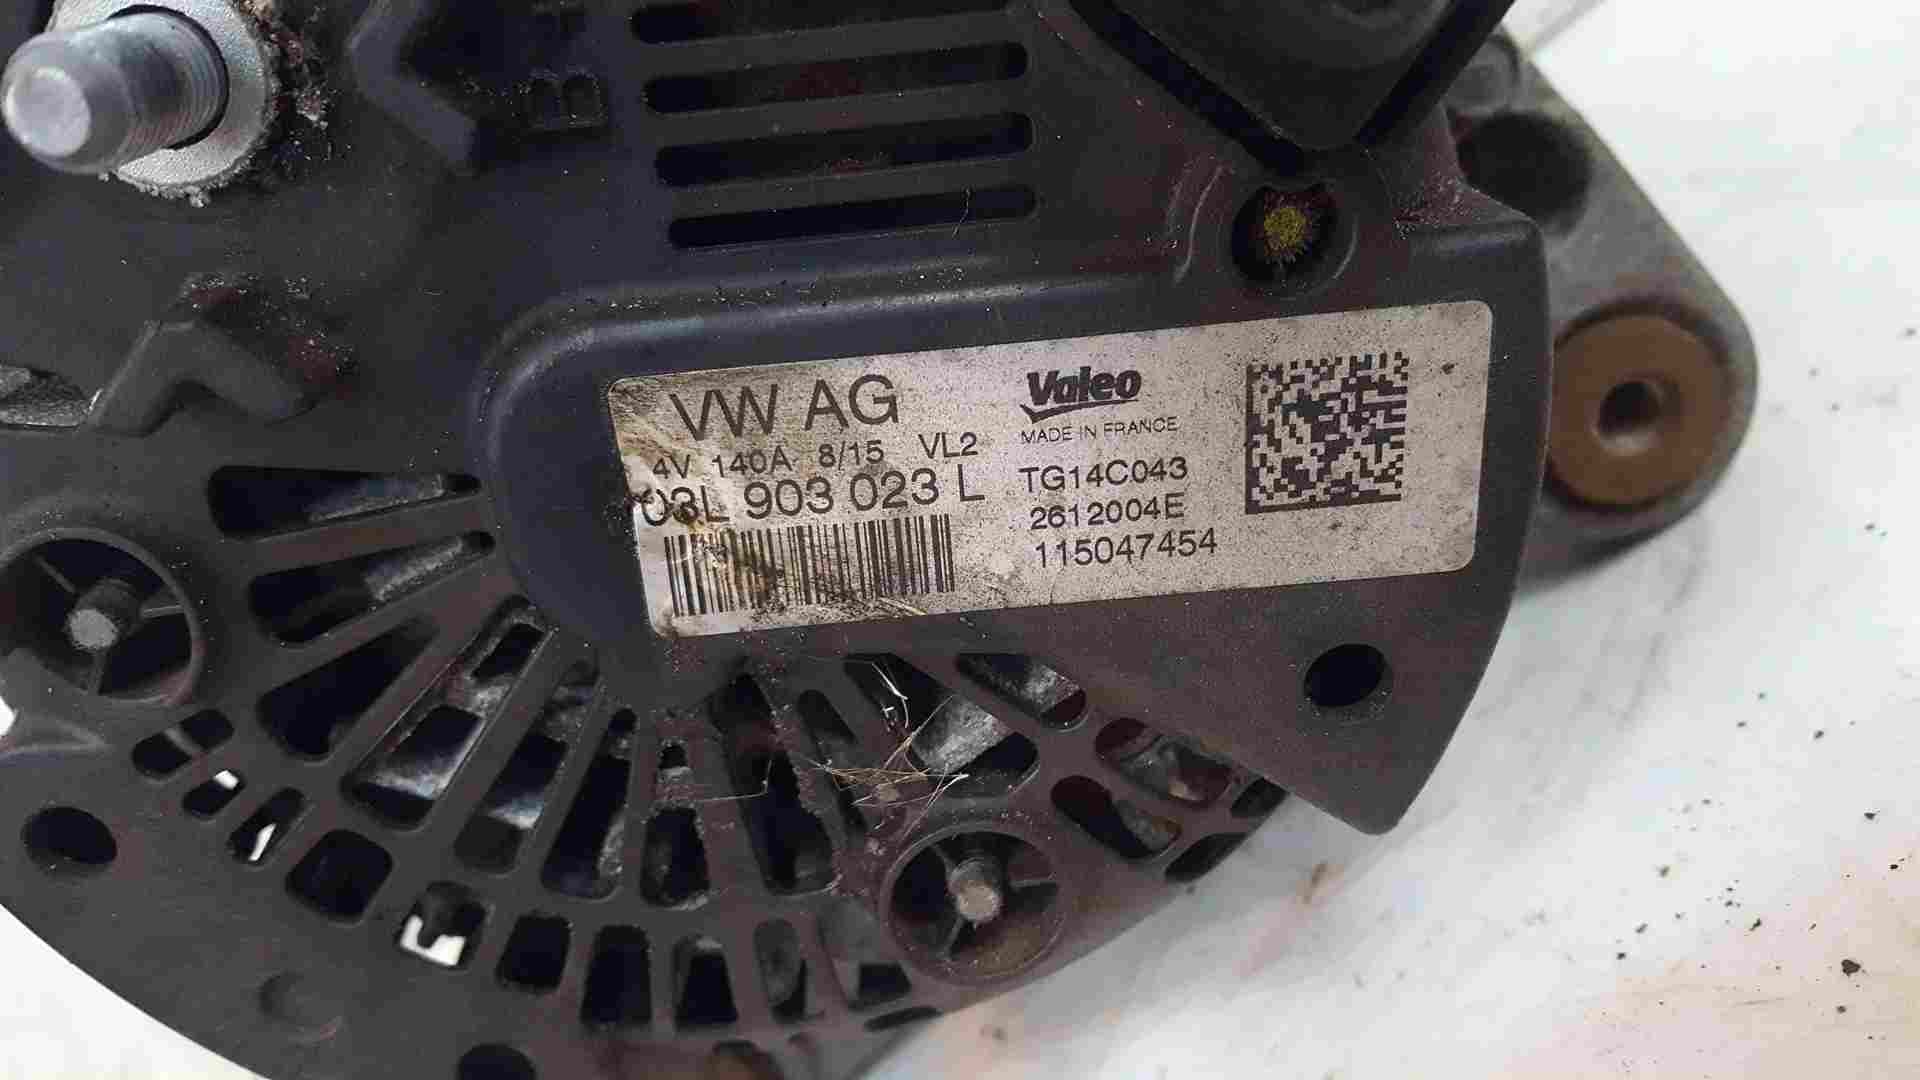 B+
VW AG
4V 140A 8/15 VL2
03L 903 023 L
Valeo
MADE IN FRANCE
TG14C043
2612004E
115047454